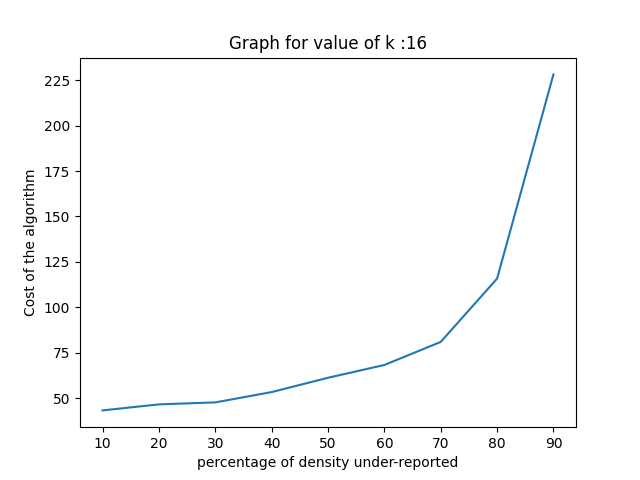 Graph for value of k :16
225
200
175
150
125
100
75
50
Cost of the algorithm
10 20 30 40 50 60 70 80 90
percentage of density under-reported